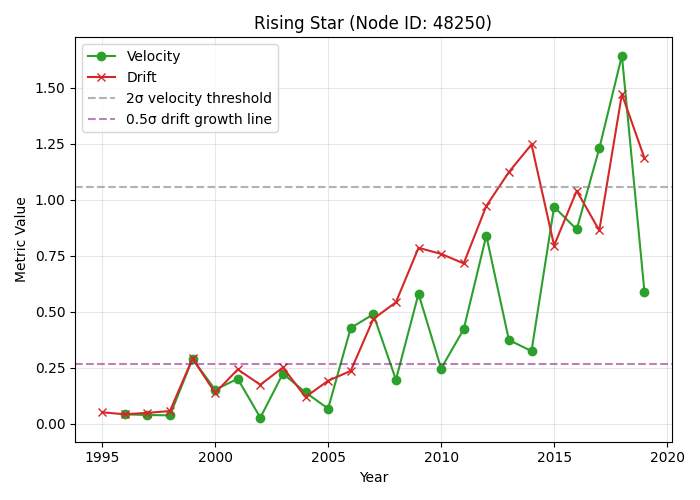 Rising Star (Node ID: 48250)
Velocity
Drift
2σ velocity threshold
0.5σ drift growth line
Metric Value
1.50
1.25
1.00
0.75
0.50
0.25
0.00
1995 2000 2005 2010 2015 2020
Year